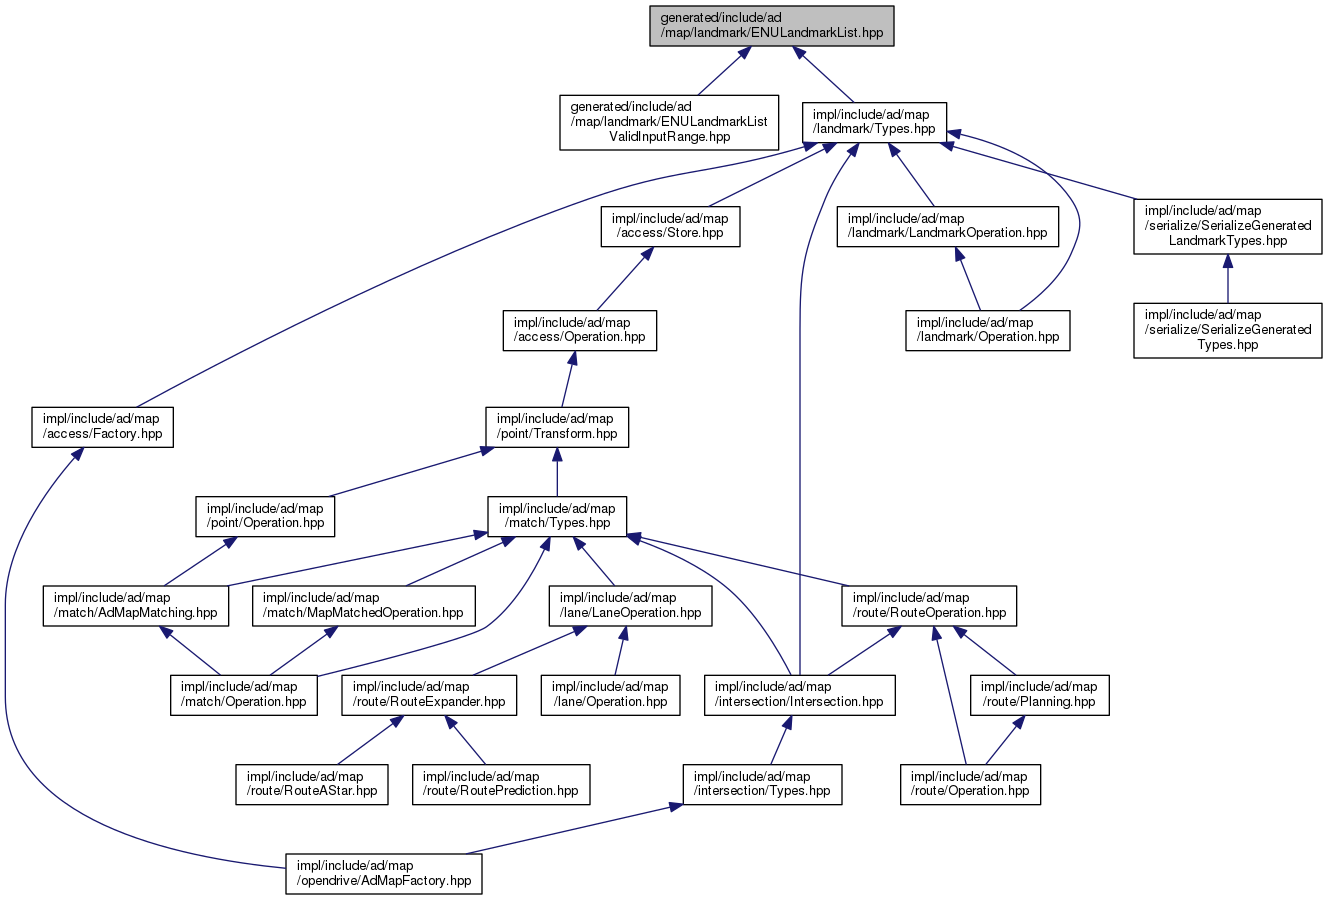 generated/include/ad
/map/landmark/ENULandmarkList.hpp
generated/include/ad
/map/landmark/ENULandmarkList
ValidInputRange.hpp
impl/include/ad/map
/landmark/Types.hpp
impl/include/ad/map
/access/Store.hpp
impl/include/ad/map
/landmark/LandmarkOperation.hpp
impl/include/ad/map
/serialize/SerializeGenerated
LandmarkTypes.hpp
impl/include/ad/map
/access/Operation.hpp
impl/include/ad/map
/landmark/Operation.hpp
impl/include/ad/map
/serialize/SerializeGenerated
Types.hpp
impl/include/ad/map
/access/Factory.hpp
impl/include/ad/map
/point/Transform.hpp
impl/include/ad/map
/point/Operation.hpp
impl/include/ad/map
/match/Types.hpp
impl/include/ad/map
/match/AdMapMatching.hpp
impl/include/ad/map
/match/MapMatchedOperation.hpp
impl/include/ad/map
/lane/LaneOperation.hpp
impl/include/ad/map
/route/RouteOperation.hpp
impl/include/ad/map
/match/Operation.hpp
impl/include/ad/map
/route/RouteExpander.hpp
impl/include/ad/map
/lane/Operation.hpp
impl/include/ad/map
/intersection/Intersection.hpp
impl/include/ad/map
/route/Planning.hpp
impl/include/ad/map
/route/RouteAStar.hpp
impl/include/ad/map
/route/RoutePrediction.hpp
impl/include/ad/map
/intersection/Types.hpp
impl/include/ad/map
/route/Operation.hpp
impl/include/ad/map
/opendrive/AdMapFactory.hpp